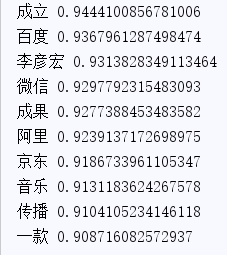 成立 0.9444100856781006
百度 0.9367961287498474
李彦宏 0.9313828349113464
微信 0.9297792315483093
成果 0.9277388453483582
阿里 0.9239137172698975
京东 0.9186733961105347
音乐 0.9131183624267578
传播 0.9104105234146118
一款 0.908716082572937